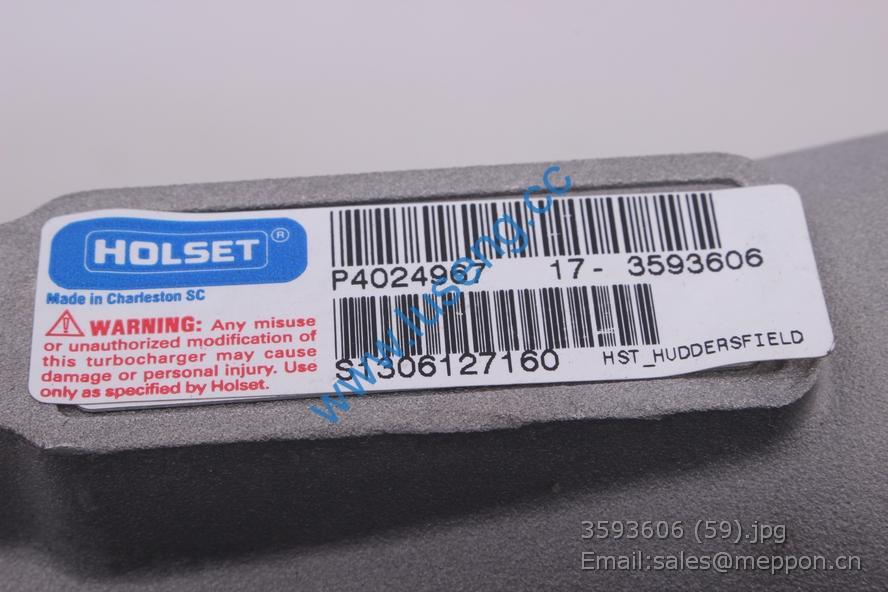 HOLSET®
Made in Charleston SC
WARNING: Any misuse
or unauthorized modification of
this turbocharger may cause
damage or personal injury. Use
only as specified by Holset.
P4024967 17- 3593606
S1306127160 HST_HUDDERSFIELD
www.luseng.cc
3593606 (59).jpg
Email:sales@meppon.cn